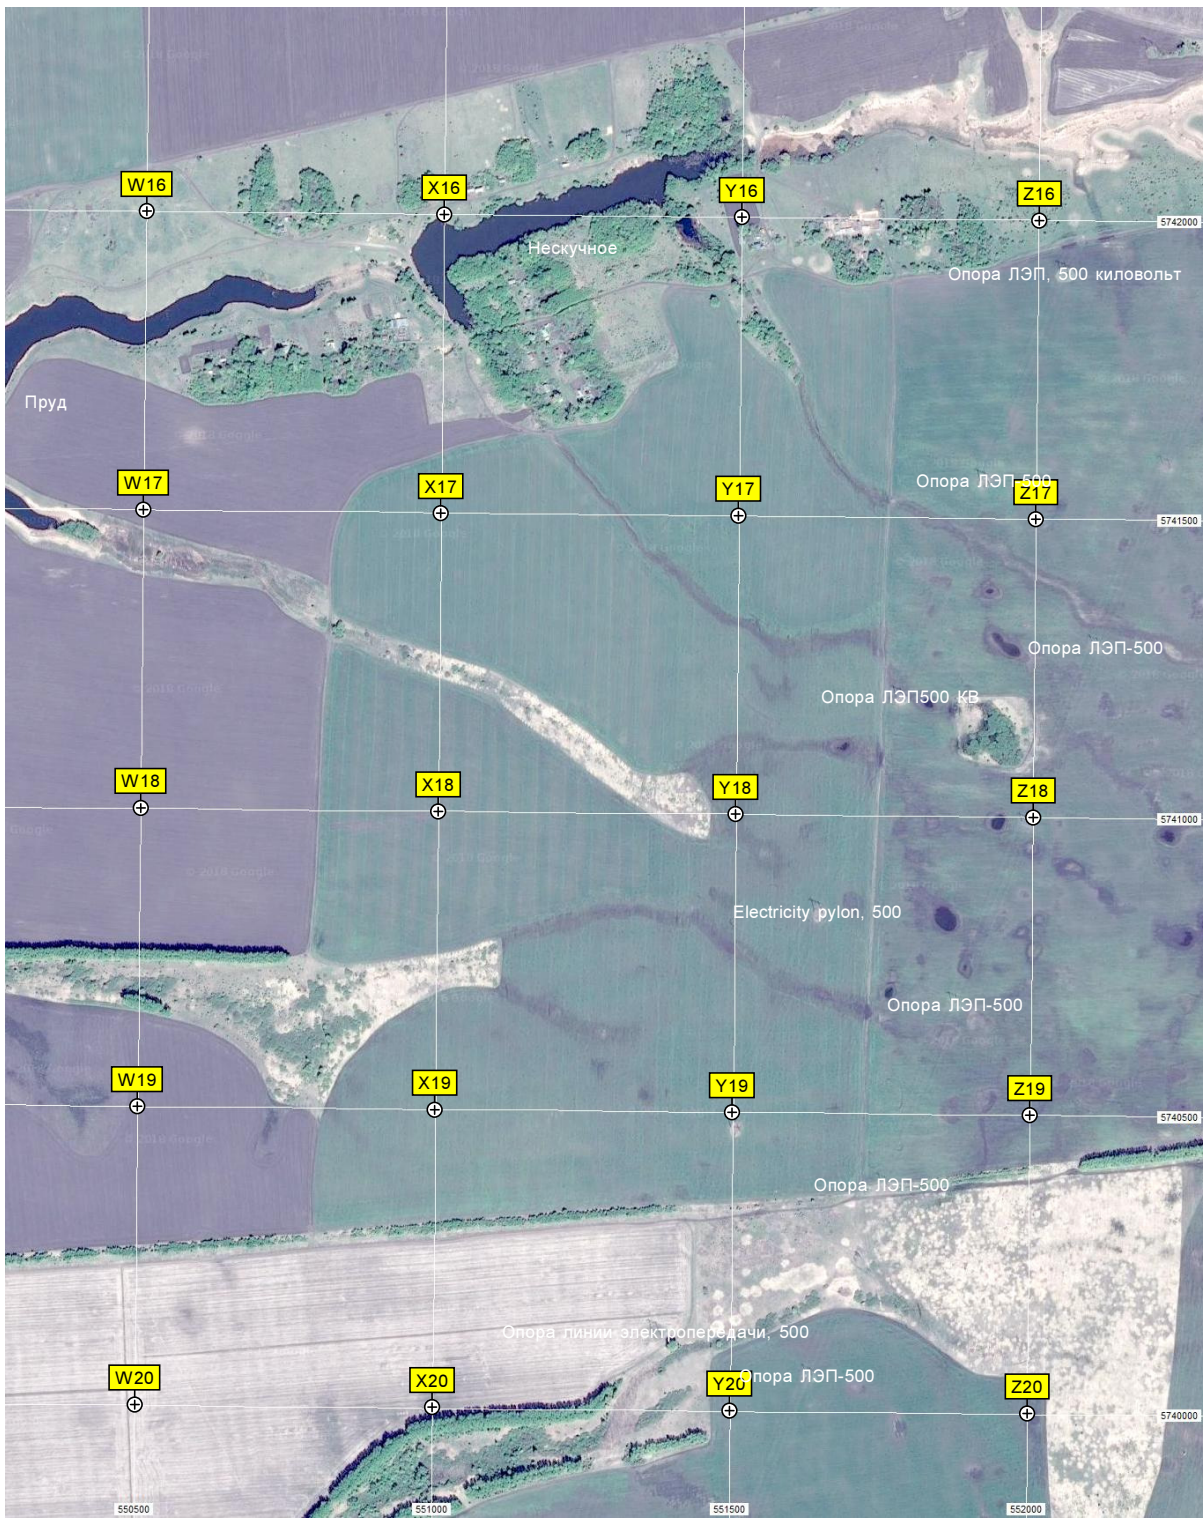 W16
X16
Y16
Z16
5742000
Нескучное
Опора ЛЭП, 500 киловольт
Пруд
W17
X17
Y17
Опора ЛЭП-500
Z17
5741500
Опора ЛЭП-500
Опора ЛЭП500 КВ
W18
X18
Y18
Z18
5741000
Google
© 2018 Google
Electricity pylon, 500
Опора ЛЭП-500
W19
X19
Y19
Z19
5740500
Опора ЛЭП-500
Опора линии электропередачи, 500
W20
X20
Y20
Опора ЛЭП-500
Z20
5740000
550500
551000
551500
552000